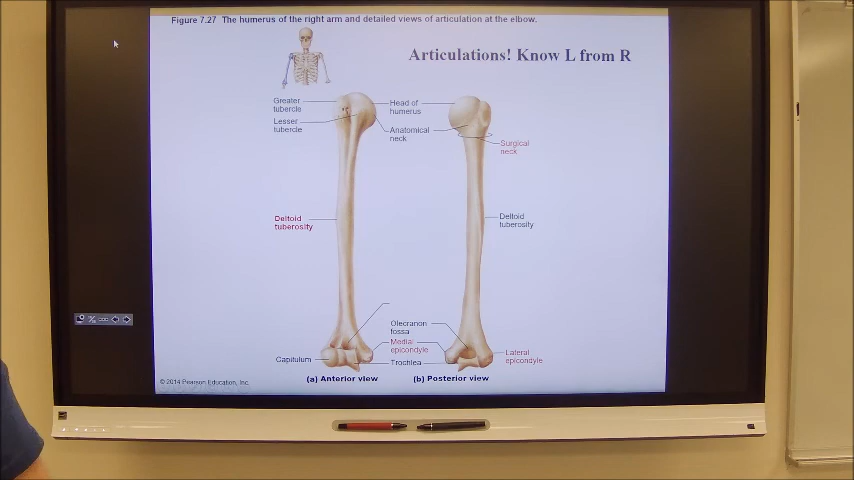 Figure 7.27 The humerus of the right arm and detailed views of articulation at the elbow.
Articulations! Know L from R
Greater
tubercle
Lesser
tubercle
Head of
humerus
Anatomical
neck
Surgical
neck
Deltoid
tuberosity
Deltoid
tuberosity
Olecranon
fossa
Medial
epicondyle
Capitulum
Trochlea
Lateral
epicondyle
(a) Anterior view
(b) Posterior view
© 2014 Pearson Education, Inc.